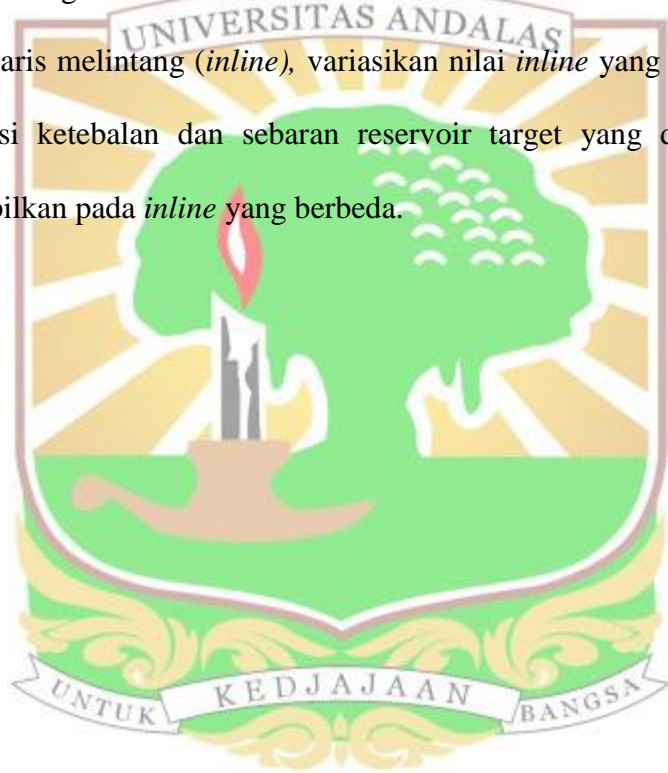 UNIVERSITAS ANDALAS
aris melintang (inline), variasikan nilai inline yang
si ketebalan dan sebaran reservoir target yang
pilkan pada inline yang berbeda.
UNTUK KEDJAJAAN BANGSA